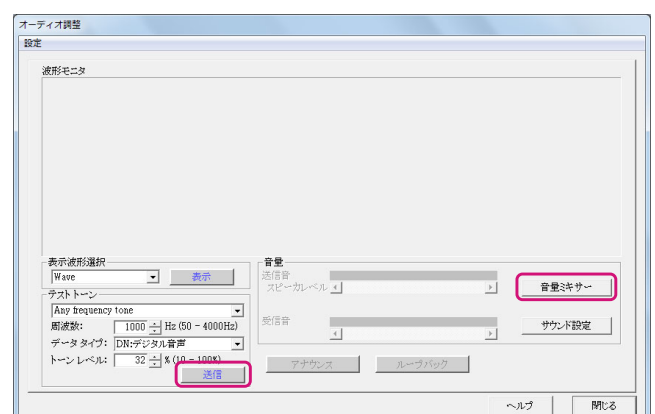 オーディオ調整
設定
波形モニタ
表示波形選択
Wave 表示
テストトーン
Any frequency tone
周波数: 1000 Hz (50 - 4000Hz)
データタイプ: DN:デジタル音声
トーンレベル: 32 % (10 - 100%)
送信
音量
送信音
スピーカレベル
音量ミキサー
受信音
サウンド設定
アナウンス ループバック
ヘルプ 閉じる